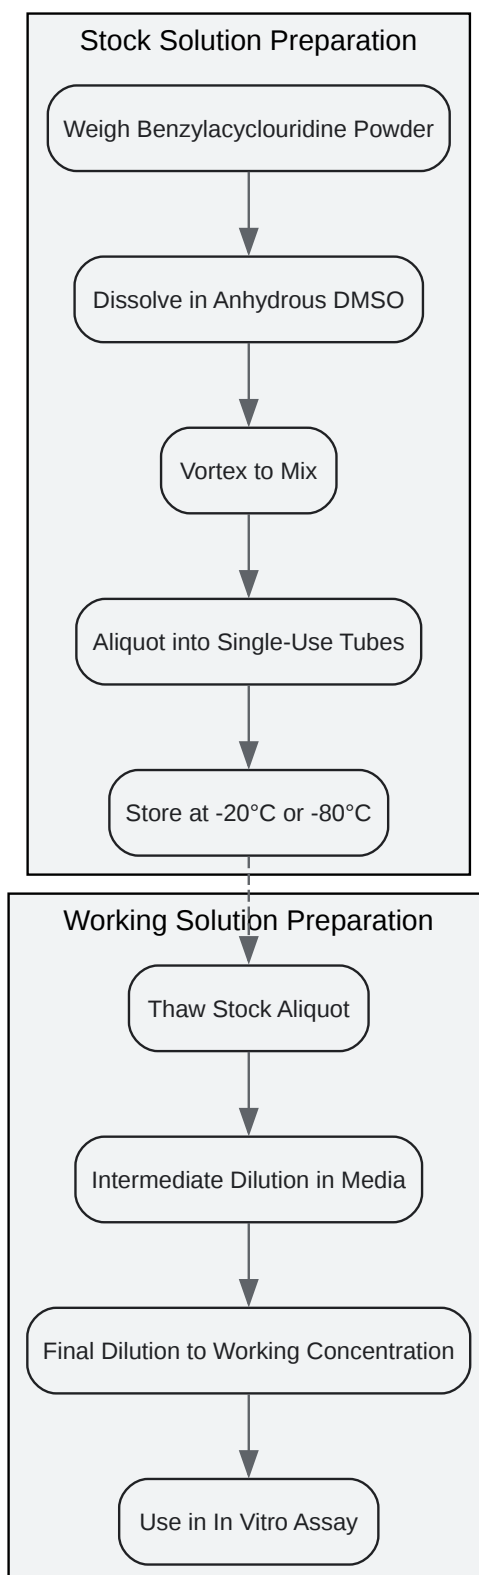 Stock Solution Preparation
Weigh Benzylacyclouridine Powder
Dissolve in Anhydrous DMSO
Vortex to Mix
Aliquot into Single-Use Tubes
Store at -20°C or -80°C
Working Solution Preparation
Thaw Stock Aliquot
Intermediate Dilution in Media
Final Dilution to Working Concentration
Use in In Vitro Assay